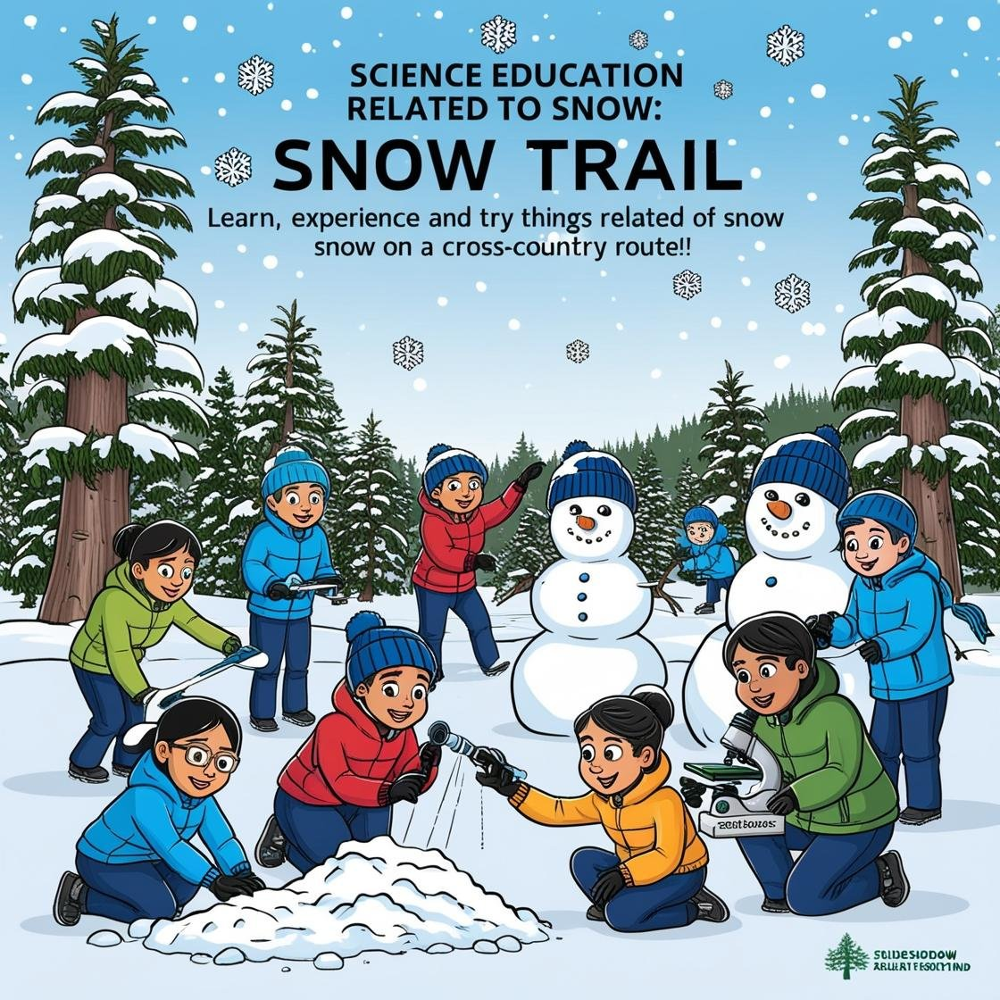 SCIENCE EDUCATION
RELATED TO SNOW:
SNOW TRAIL
Learn, experience and try things related of snow
snow on a cross-country route!!